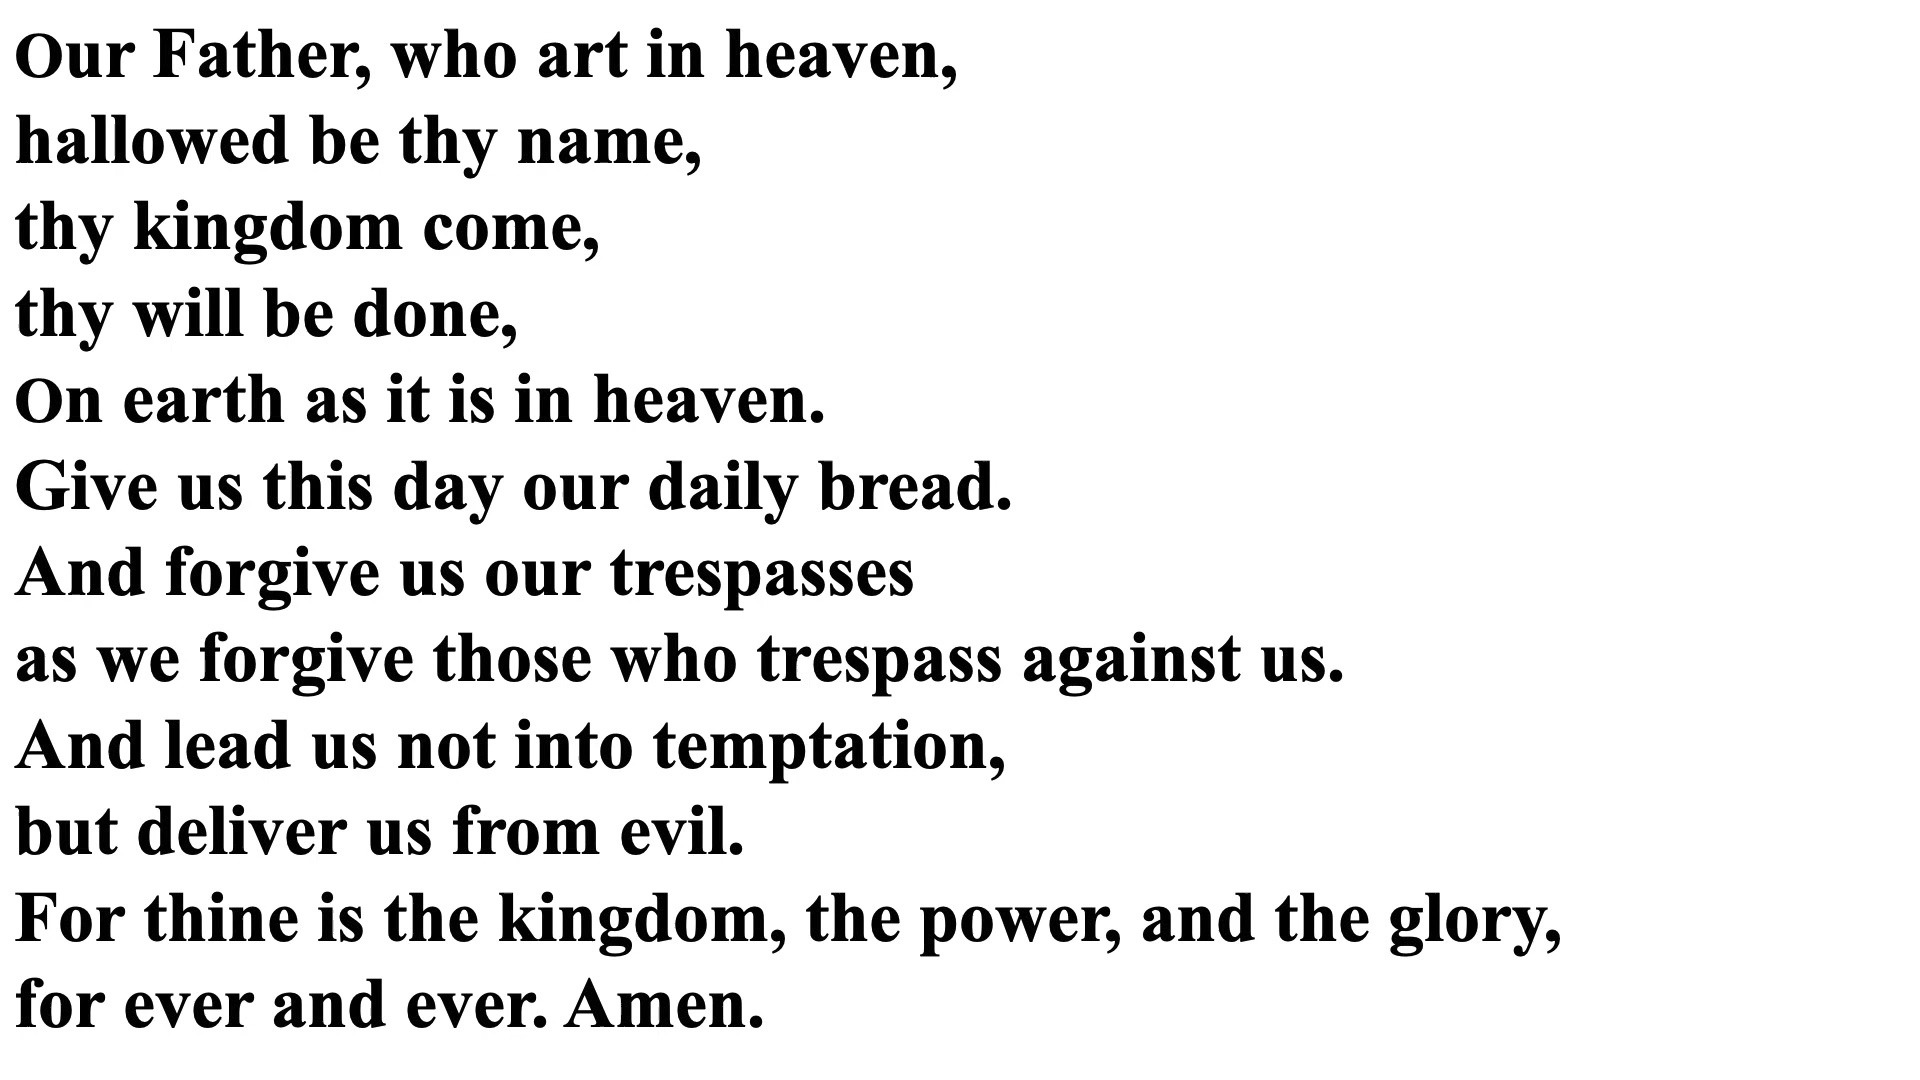 Our Father, who art in heaven,
hallowed be thy name,
thy kingdom come,
thy will be done,
On earth as it is in heaven.
Give us this day our daily bread.
And forgive us our trespasses
as we forgive those who trespass against us.
And lead us not into temptation,
but deliver us from evil.
For thine is the kingdom, the power, and the glory,
for ever and ever. Amen.